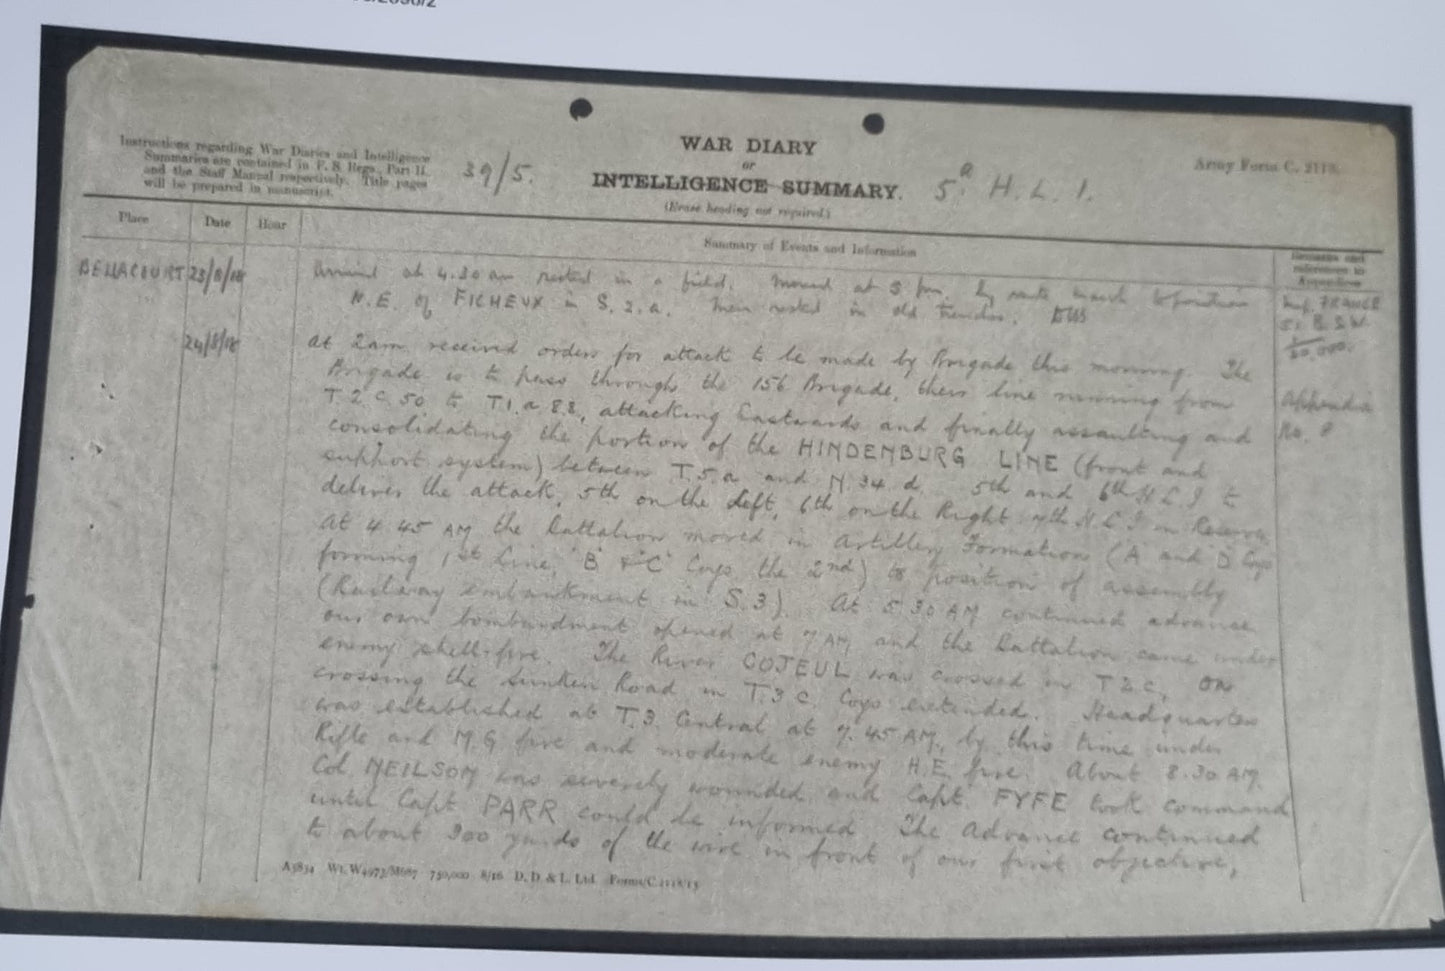 Instructions regarding War Diaries and Intelligence
Summaries are contained in F. S. Regs., Part II.
and the Staff Manual respectively. Title pages
will be prepared in manuscript.
39/5.
WAR DIARY
or
INTELLIGENCE SUMMARY.
(Erase heading not required.)
5a H. L. I.
Army Form C. 2118.
Place
Date
Hour
Summary of Events and Information
Remarks and
references to
Appendices
BELLACOURT 23/8/18 Arrived at 4.30 am rested in a field. Moved at 5 pm, by route march to position
N.E. of FICHEUX in S.2.a. Men rested in old trenches.
FRANCE
51 B. S.W.
24/8/18 At 2am received orders for attack to be made by Brigade this morning. The
Brigade is to pass through the 156 Brigade, there line running from
T.2.c.50 to T1.a.8.8., attacking Eastwards and finally assaulting and
consolidating the portion of the HINDENBURG LINE (front and
support system) between T.5.a and N.34.d. 5th and 6th H L I to
deliver the attack, 5th on the Left, 6th on the Right 7th H L I in Reserve
Appendix
No.
At 4.45 AM the Battalion moved in Artillery Formation (A and D Coys
forming 1st Line, 'B' & 'C' Coys the 2nd) to position of assembly
(Railway embankment in S.3). At 5.30 AM continued advance
our own bombardment opened at 7 AM and the Battalion came under
enemy shell-fire. The River COJEUL was crossed in T2c, on
crossing the Sunken Road in T.3 c. Coys extended. Headquarters
was established at T.3. Central at 7.45 AM, by this time under
Rifle and M.G fire and moderate enemy H.E. fire. About 8.30 AM.
Col. NEILSON was severely wounded, and Capt. FYFE took command
until Capt. PARR could be informed. The Advance continued
to about 300 yards of the wire in front of our first objective,
A5834 Wt. W4973/M687 750,000 8/16 D. D. & L. Ltd. Forms/C.2118/13